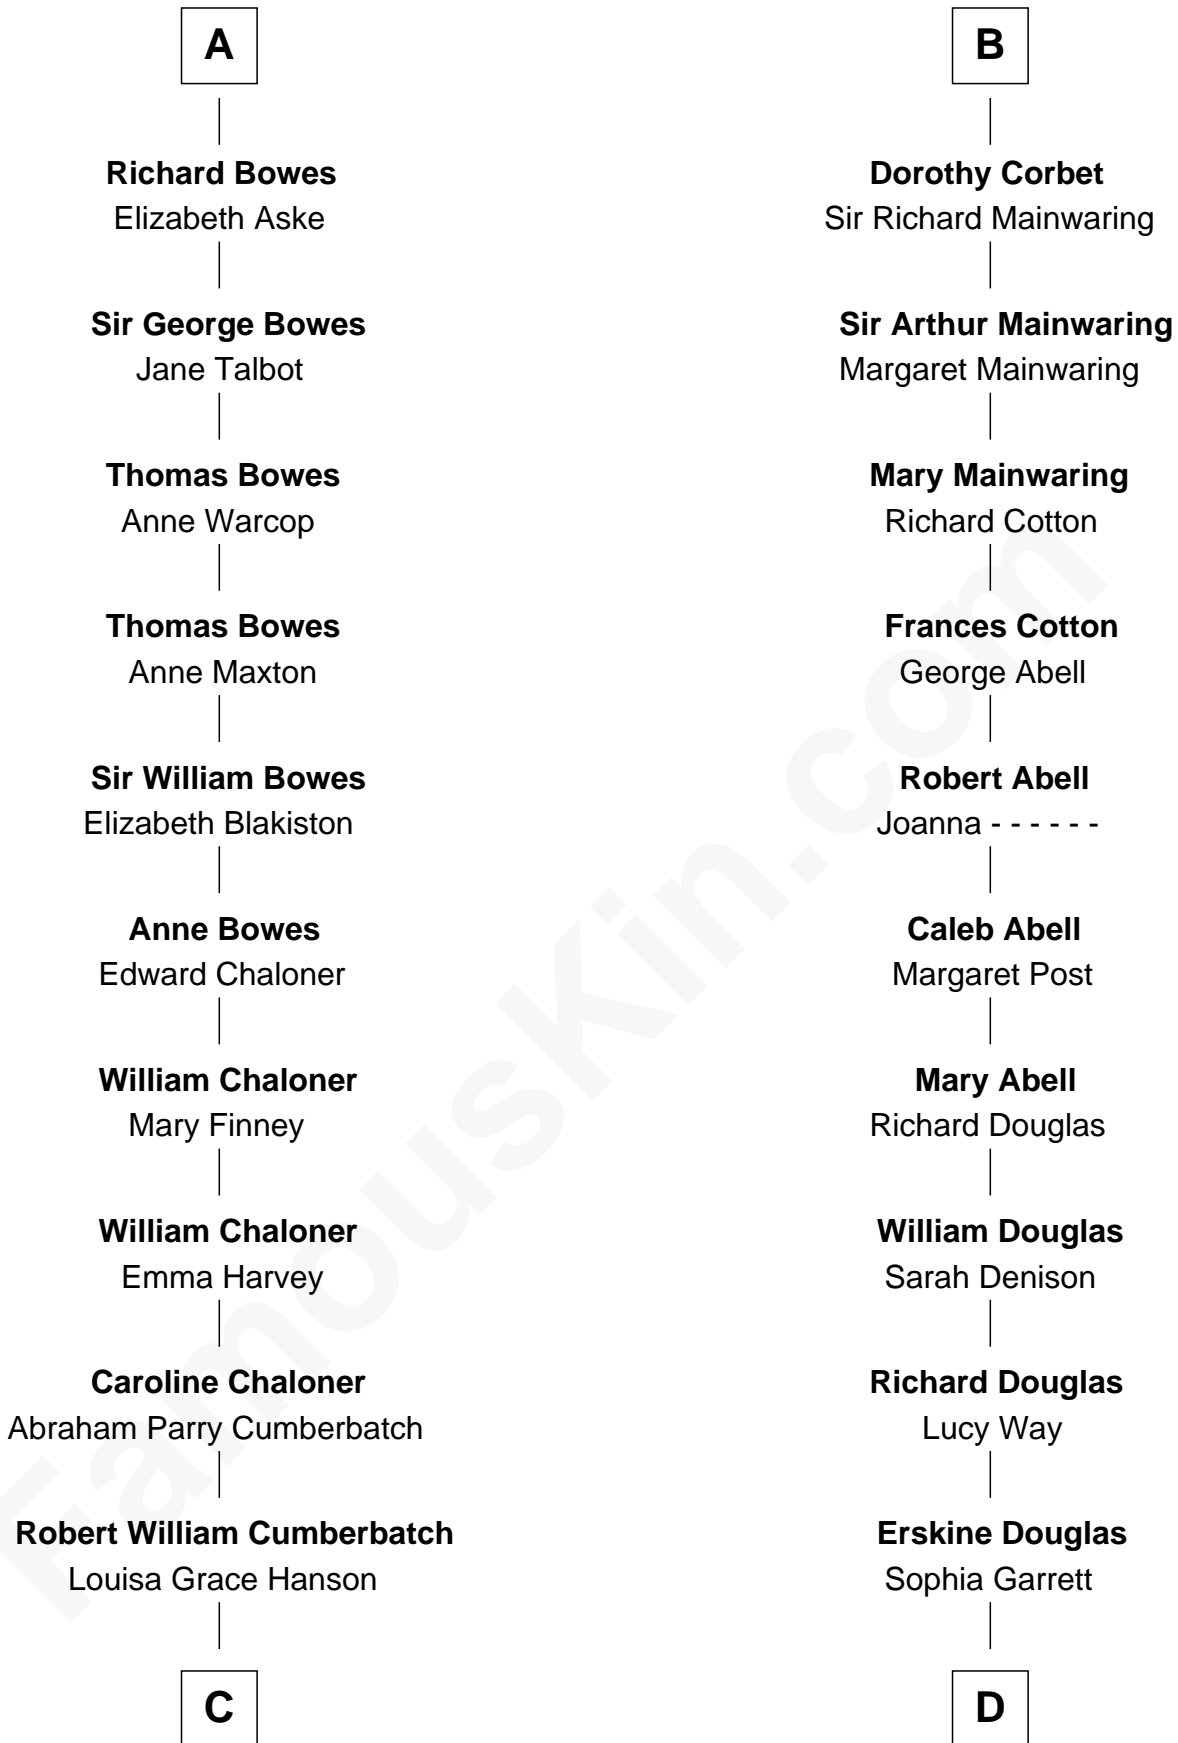 A
Richard Bowes
Elizabeth Aske
Sir George Bowes
Jane Talbot
Thomas Bowes
Anne Warcop
Thomas Bowes
Anne Maxton
Sir William Bowes
Elizabeth Blakiston
Anne Bowes
Edward Chaloner
William Chaloner
Mary Finney
William Chaloner
Emma Harvey
Caroline Chaloner
Abraham Parry Cumberbatch
Robert William Cumberbatch
Louisa Grace Hanson
C
B
Dorothy Corbet
Sir Richard Mainwaring
Sir Arthur Mainwaring
Margaret Mainwaring
Mary Mainwaring
Richard Cotton
Frances Cotton
George Abell
Robert Abell
Joanna - - - - - -
Caleb Abell
Margaret Post
Mary Abell
Richard Douglas
William Douglas
Sarah Denison
Richard Douglas
Lucy Way
Erskine Douglas
Sophia Garrett
D
FamousKin.com